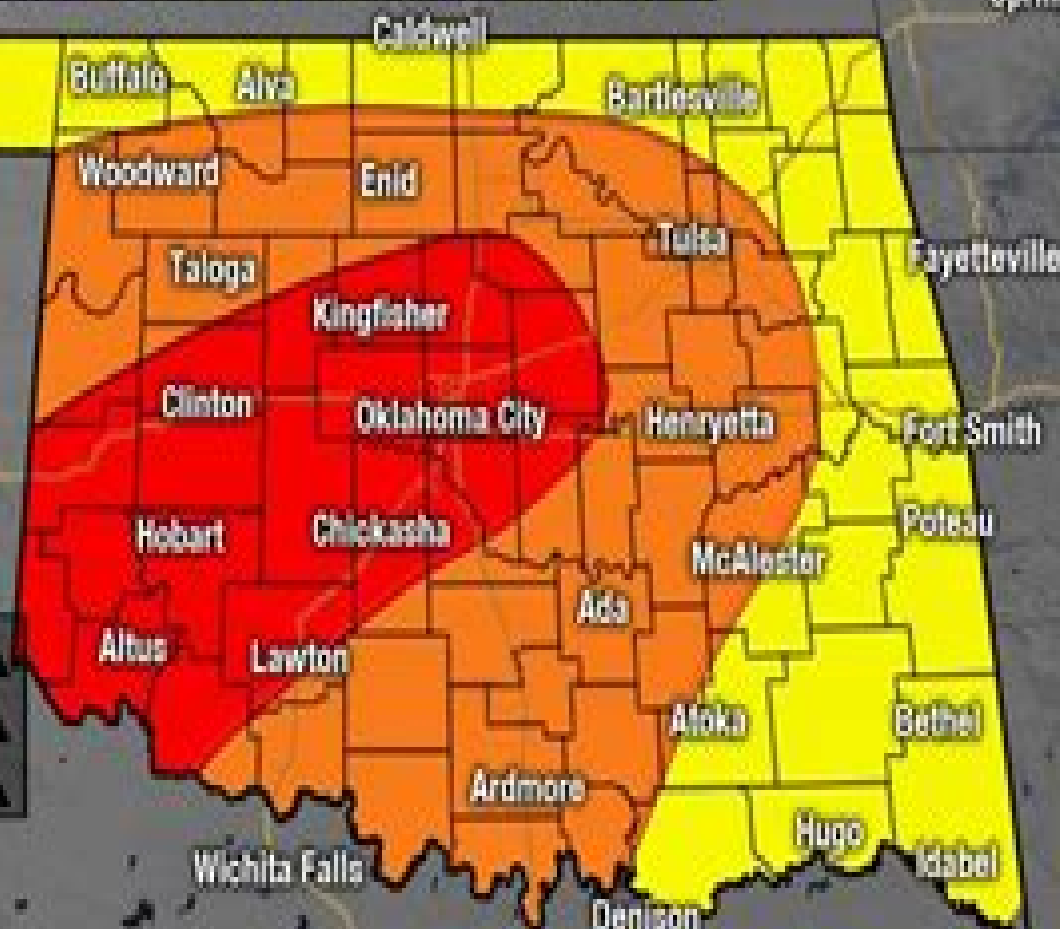 Caldwell
Buffalo
Alva
Bartlesville
Woodward
Enid
Tulsa
Taloga
Fayetteville
Kingfisher
Clinton
Oklahoma City
Henryetta
Fort Smith
Hobart
Chickasha
Poteau
McAlester
Ada
Altus
Lawton
Atoka
Bethel
Ardmore
Hugo
Wichita Falls
Idabel
Denison